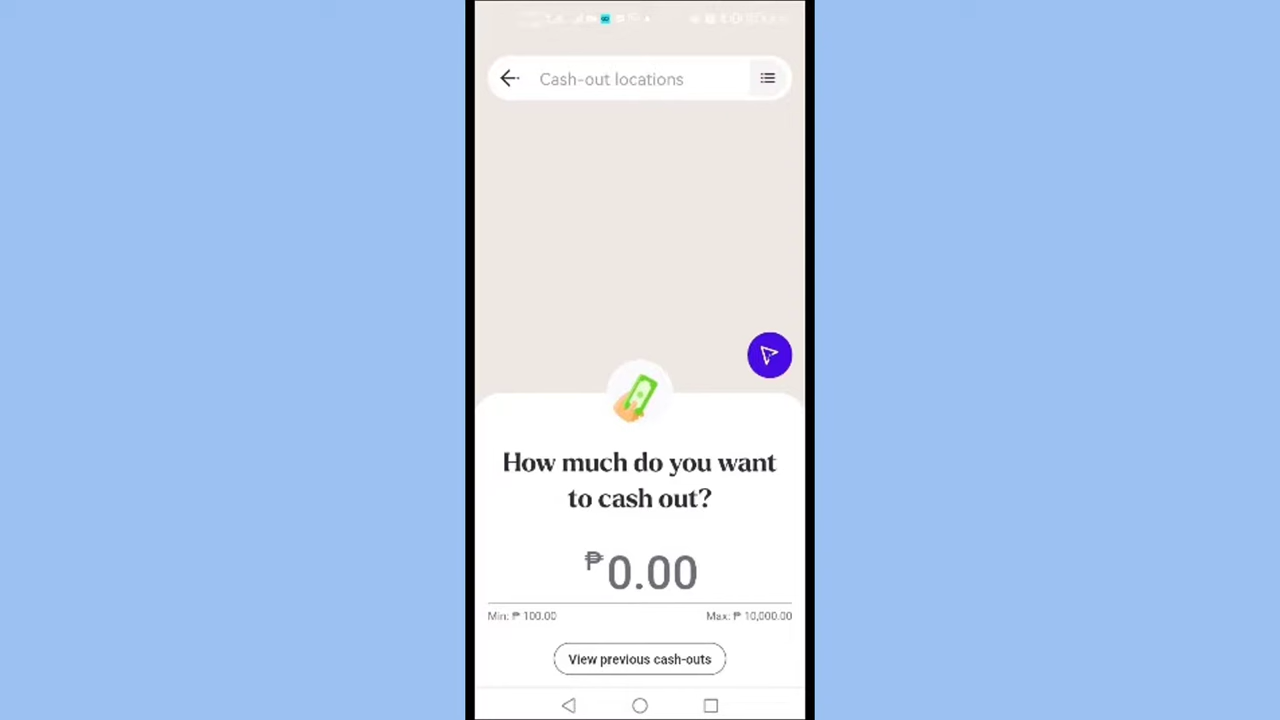 Cash-out locations
How much do you want
to cash out?
₱0.00
Min: ₱ 100.00 Max: ₱ 10,000.00
View previous cash-outs